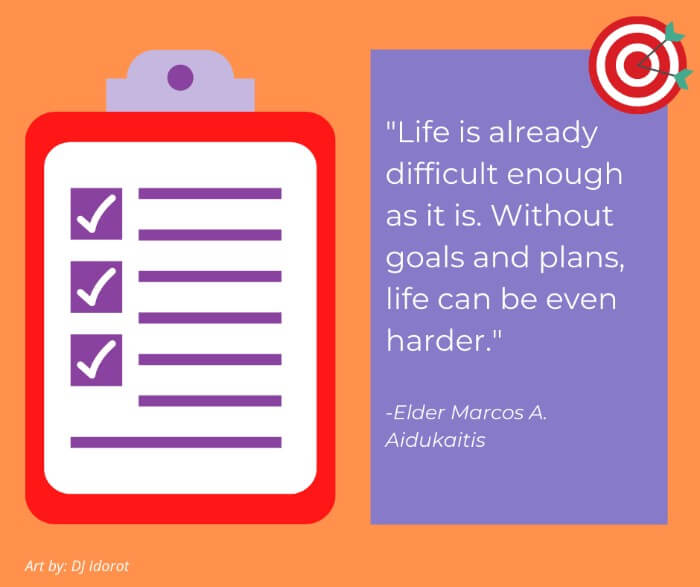 "Life is already
difficult enough
as it is. Without
goals and plans,
life can be even
harder."
-Elder Marcos A.
Aidukaitis
Art by: DJ Idorot